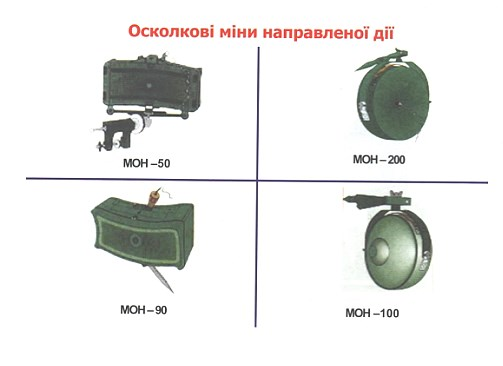 Осколкові міни направленої дії
МОН – 50
МОН – 200
МОН – 90
МОН – 100